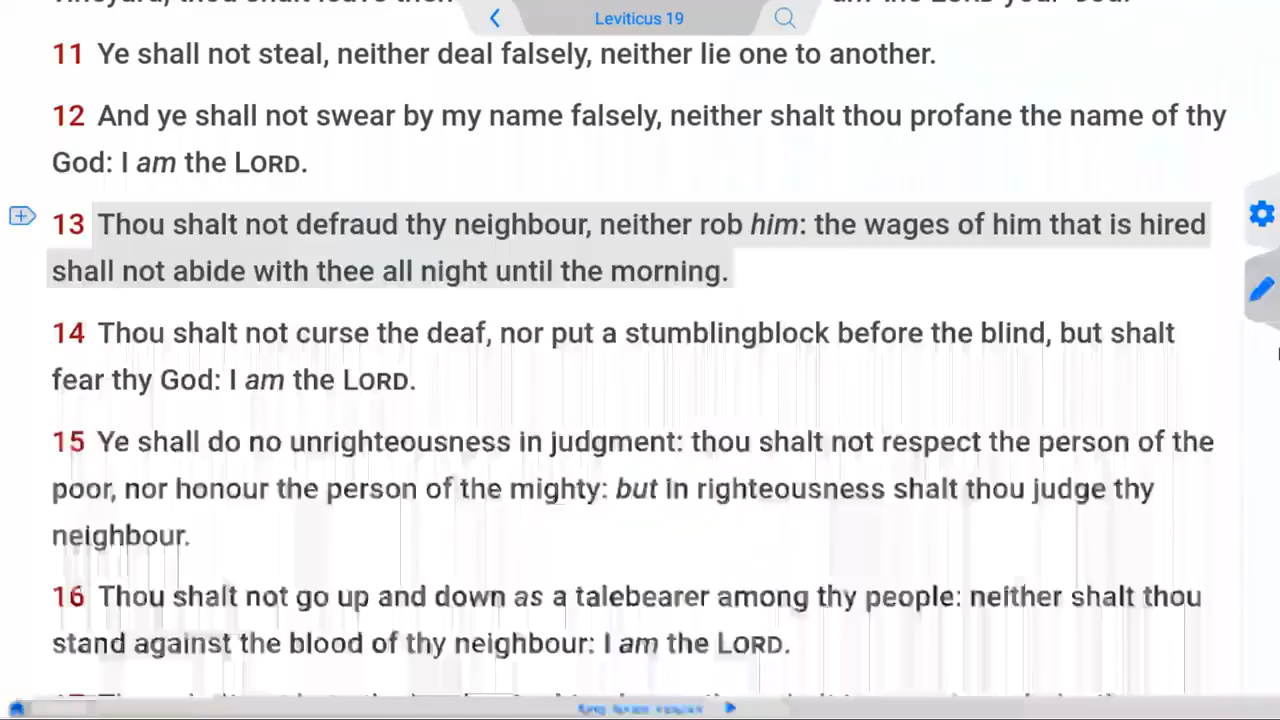 Leviticus 19
11 Ye shall not steal, neither deal falsely, neither lie one to another.
12 And ye shall not swear by my name falsely, neither shalt thou profane the name of thy
God: I am the LORD.
13 Thou shalt not defraud thy neighbour, neither rob him: the wages of him that is hired
shall not abide with thee all night until the morning.
14 Thou shalt not curse the deaf, nor put a stumblingblock before the blind, but shalt
fear thy God: I am the LORD.
15 Ye shall do no unrighteousness in judgment: thou shalt not respect the person of the
poor, nor honour the person of the mighty: but in righteousness shalt thou judge thy
neighbour.
16 Thou shalt not go up and down as a talebearer among thy people: neither shalt thou
stand against the blood of thy neighbour: I am the LORD.